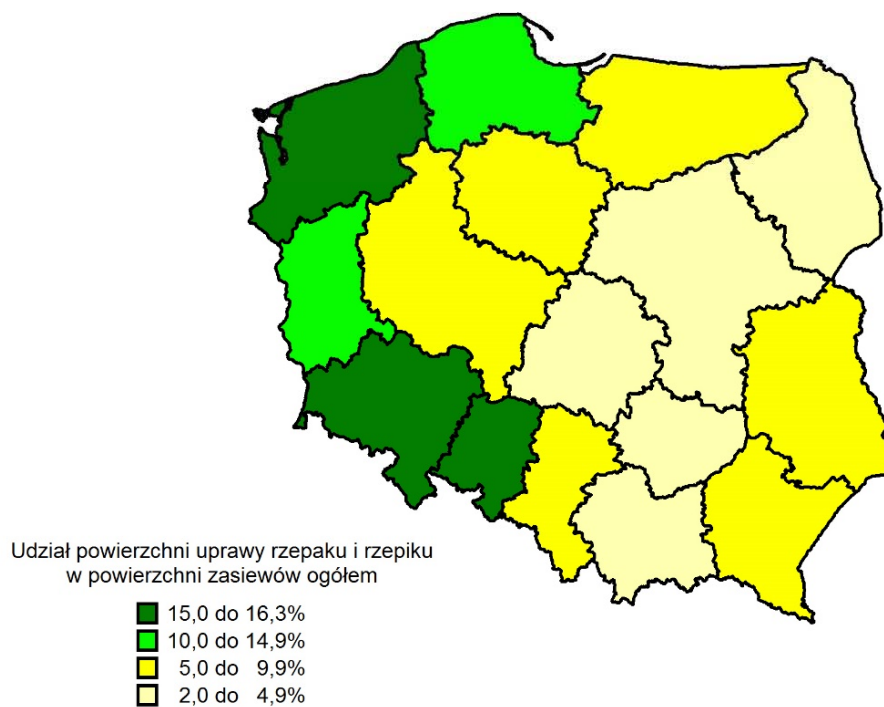 Udział powierzchni uprawy rzepaku i rzepiku
w powierzchni zasiewów ogółem
15,0 do 16,3%
10,0 do 14,9%
5,0 do 9,9%
2,0 do 4,9%